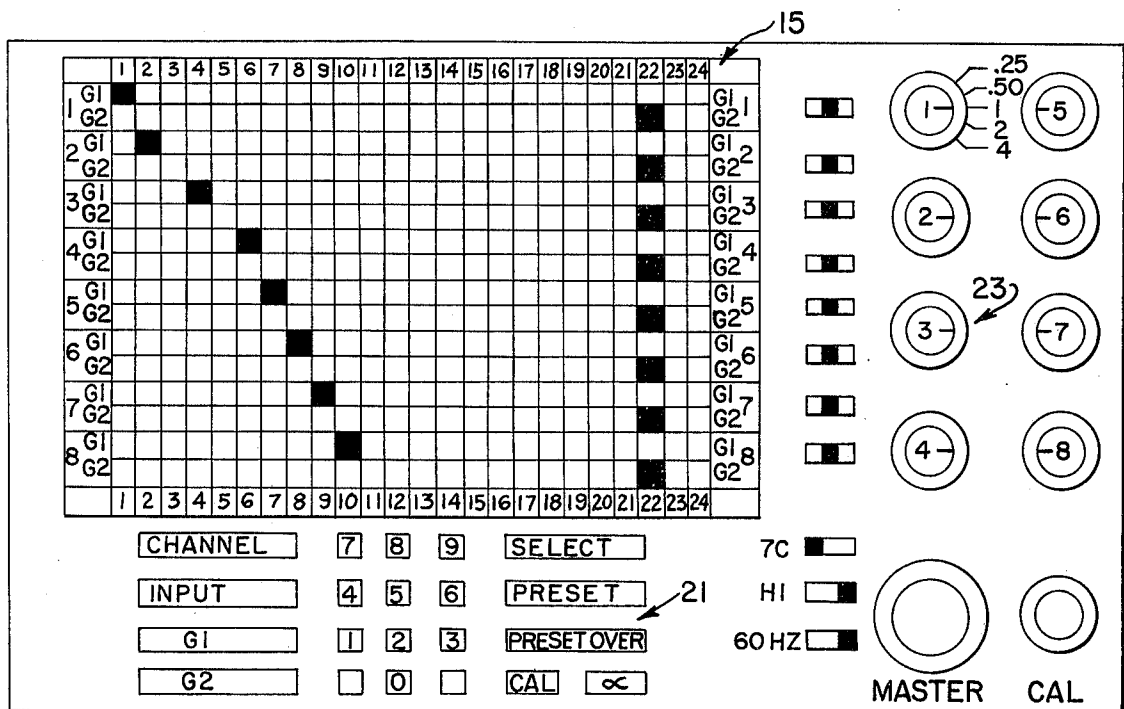 15
1 2 3 4 5 6 7 8 9 10 11 12 13 14 15 16 17 18 19 20 21 22 23 24
1 G1 G1 1
G2 G2
2 G1 G1 2
G2 G2
3 G1 G1 3
G2 G2
4 G1 G1 4
G2 G2
5 G1 G1 5
G2 G2
6 G1 G1 6
G2 G2
7 G1 G1 7
G2 G2
8 G1 G1 8
G2 G2
1 2 3 4 5 6 7 8 9 10 11 12 13 14 15 16 17 18 19 20 21 22 23 24
1 .25 5
.50
1
2
4
2 6
23
3 7
4 8
CHANNEL 7 8 9 SELECT 7C
INPUT 4 5 6 PRESET 21 HI
G1 1 2 3 PRESET OVER 60 HZ
G2 0 CAL ∝
MASTER CAL